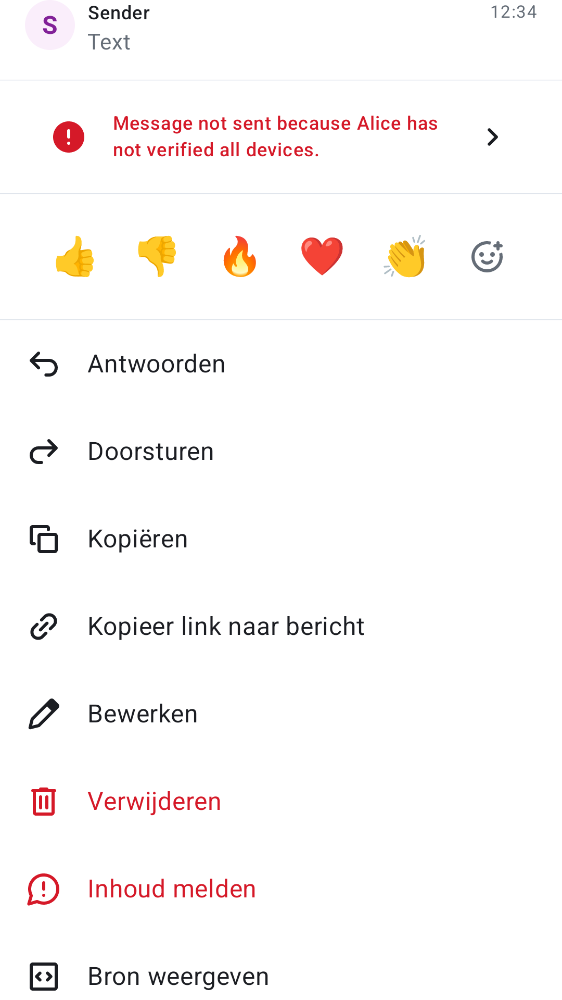 S
Sender
12:34
Text
Message not sent because Alice has
not verified all devices.
Antwoorden
Doorsturen
Kopiëren
Kopieer link naar bericht
Bewerken
Verwijderen
Inhoud melden
Bron weergeven